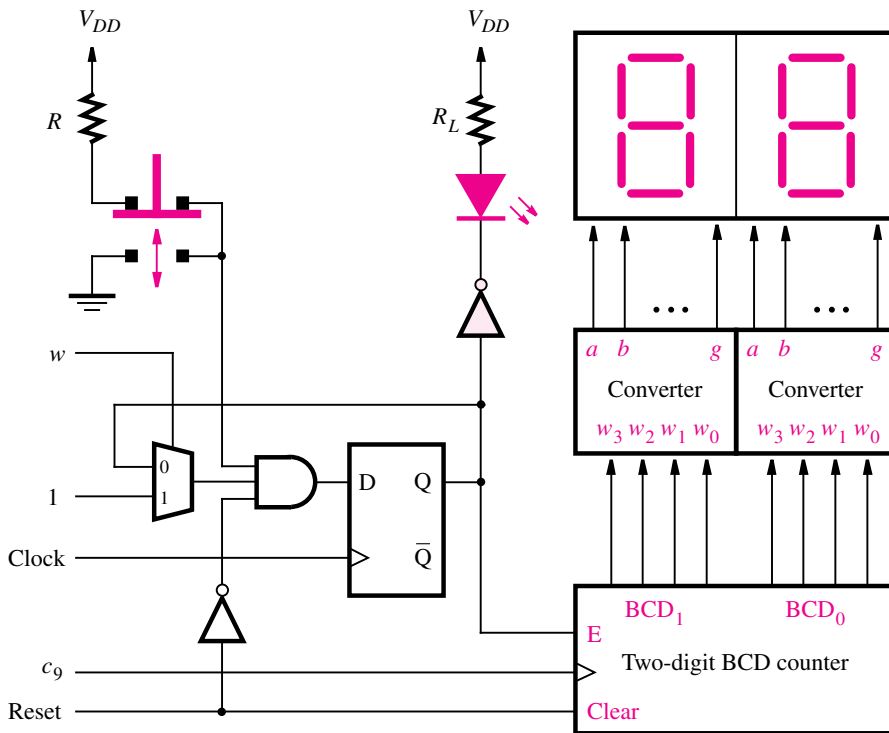 V_DD
V_DD
R
R_L
w
a b ••• g
a b ••• g
Converter
Converter
w_3 w_2 w_1 w_0
w_3 w_2 w_1 w_0
0
1
1
D Q
Clock
Q̅
BCD_1
BCD_0
E
Two-digit BCD counter
c_9
Reset
Clear